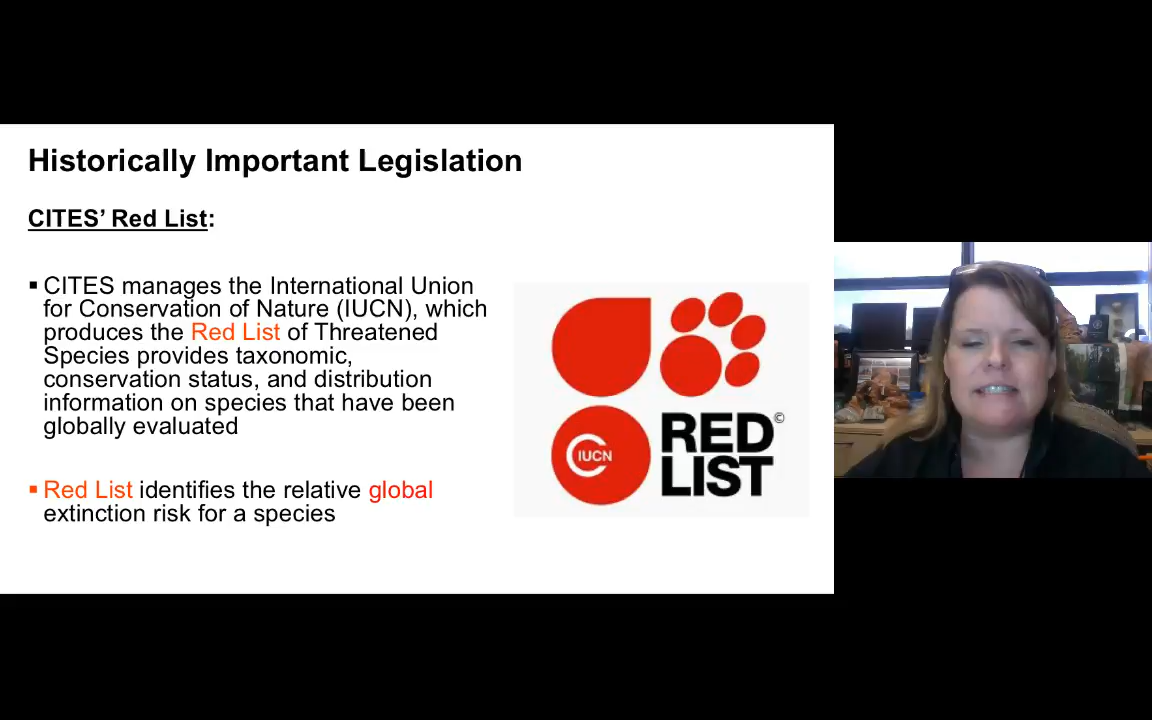 Historically Important Legislation
CITES’ Red List:
▪ CITES manages the International Union
for Conservation of Nature (IUCN), which
produces the Red List of Threatened
Species provides taxonomic,
conservation status, and distribution
information on species that have been
globally evaluated
▪ Red List identifies the relative global
extinction risk for a species
IUCN
RED
LIST
©